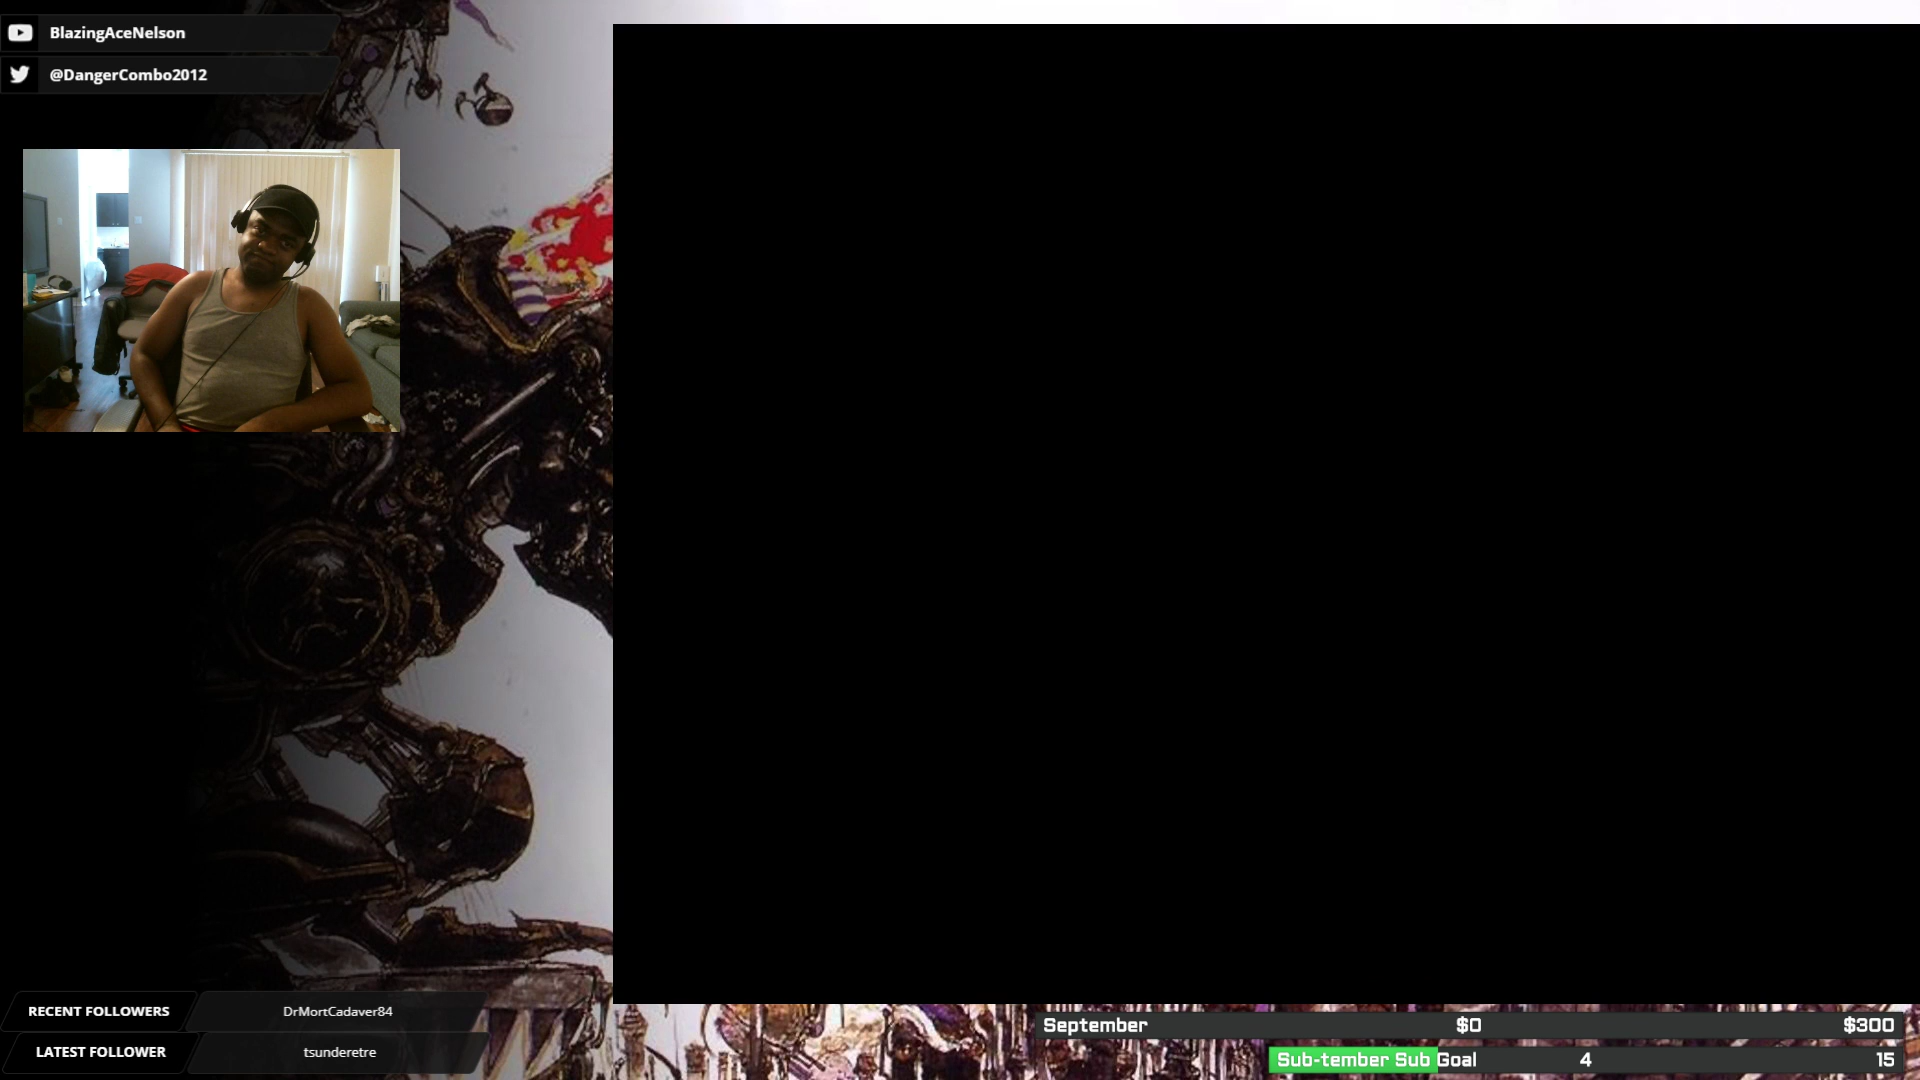 BlazingAceNelson
@DangerCombo2012
RECENT FOLLOWERS DrMortCadaver84
LATEST FOLLOWER tsunderetre
September $0 $300
Sub-tember Sub Goal 4 15